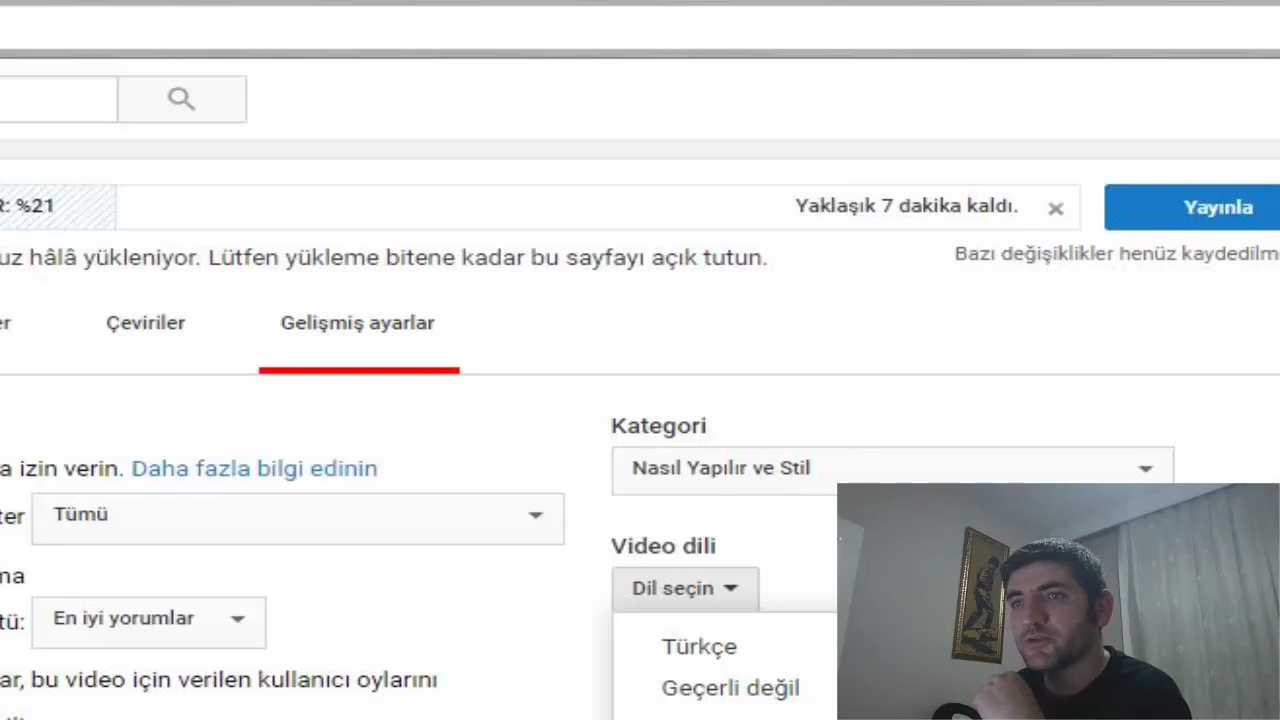 R: %21
Yaklaşık 7 dakika kaldı.
Yayınla
uz hâlâ yükleniyor. Lütfen yükleme bitene kadar bu sayfayı açık tutun.
Bazı değişiklikler henüz kaydedilme
er
Çeviriler
Gelişmiş ayarlar
Kategori
a izin verin. Daha fazla bilgi edinin
Nasıl Yapılır ve Stil
ter
Tümü
Video dili
ma
Dil seçin
tü:
En iyi yorumlar
Türkçe
ar, bu video için verilen kullanıcı oylarını
Geçerli değil